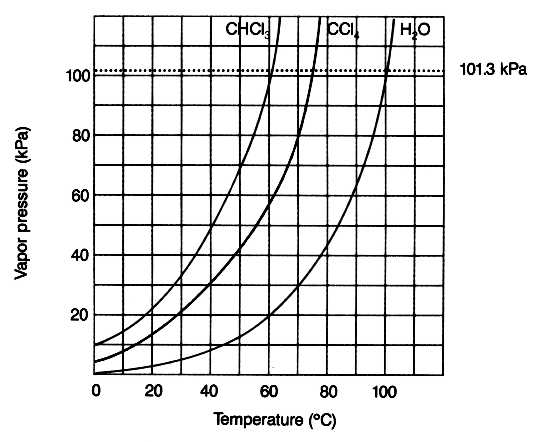 CHCl₃ CCl₄ H₂O
101.3 kPa
100
80
60
40
20
Vapor pressure (kPa)
0 20 40 60 80 100
Temperature (°C)